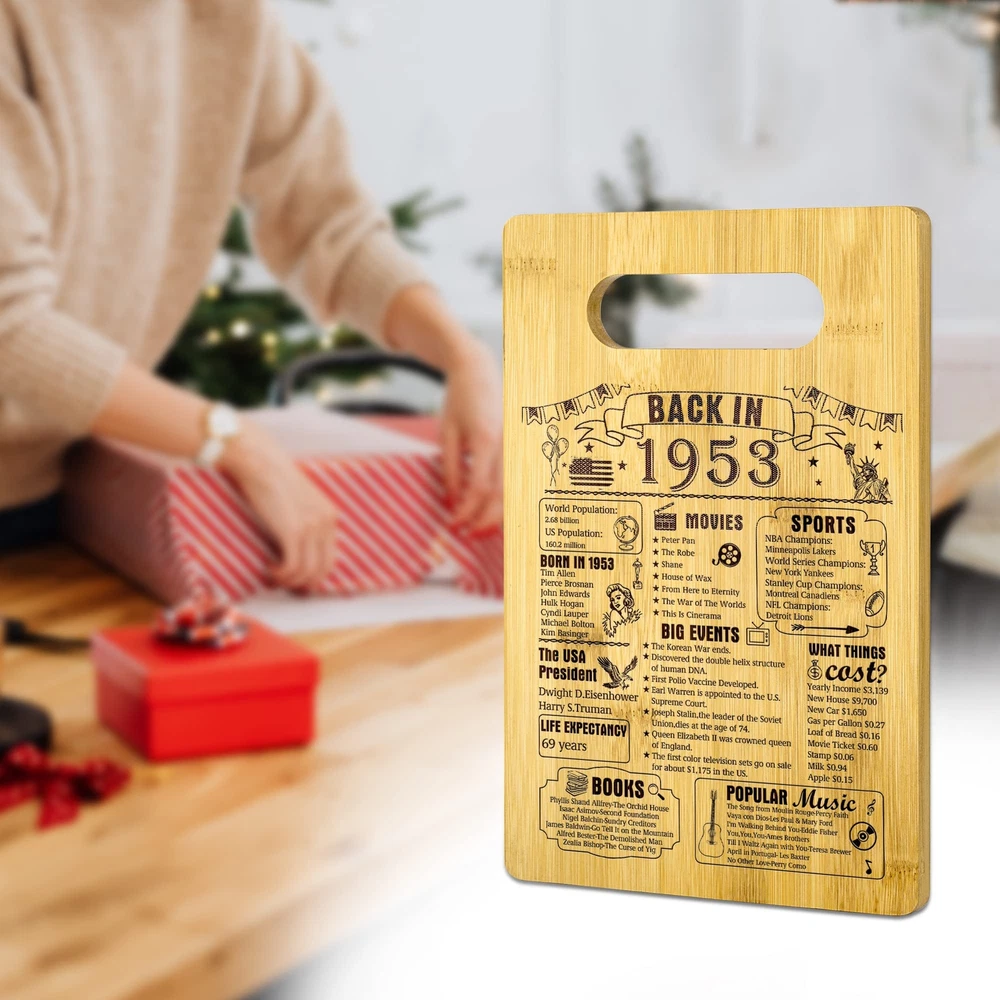 BACK IN
1953
World Population:
2.68 billion
US Population:
160.2 million
BORN IN 1953
Tim Allen
Pierce Brosnan
John Edwards
Hulk Hogan
Cyndi Lauper
Michael Bolton
Kim Basinger
The USA
President
Dwight D.Eisenhower
Harry S.Truman
LIFE EXPECTANCY
69 years
MOVIES
★ Peter Pan
★ The Robe
★ Shane
★ House of Wax
★ From Here to Eternity
★ The War of The Worlds
★ This is Cinerama
BIG EVENTS
★ The Korean War ends.
★ Discovered the double helix structure
of human DNA.
★ First Polio Vaccine Developed.
★ Earl Warren is appointed to the U.S.
Supreme Court.
★ Joseph Stalin,the leader of the Soviet
Union,dies at the age of 74.
★ Queen Elizabeth II was crowned queen
of England.
★ The first color television sets go on sale
for about $1,175 in the US.
SPORTS
NBA Champions:
Minneapolis Lakers
World Series Champions:
New York Yankees
Stanley Cup Champions:
Montreal Canadiens
NFL Champions:
Detroit Lions
WHAT THINGS
cost?
Yearly Income $3,139
New House $9,700
New Car $1,650
Gas per Gallon $0.27
Loaf of Bread $0.16
Movie Ticket $0.60
Stamp $0.06
Milk $0.94
Apple $0.15
BOOKS
Phyllis Shand Allfrey-The Orchid House
Isaac Asimov-Second Foundation
Nigel Balchin-Sundry Creditors
James Baldwin-Go Tell It on the Mountain
Alfred Bester-The Demolished Man
Zealia Bishop-The Curse of Yig
POPULAR Music
The Song from Moulin Rouge-Percy Faith
Vaya con Dios-Les Paul & Mary Ford
I'm Walking Behind You-Eddie Fisher
You,You,You-Ames Brothers
Till I Waltz Again with You-Teresa Brewer
April in Portugal- Les Baxter
No Other Love-Perry Como